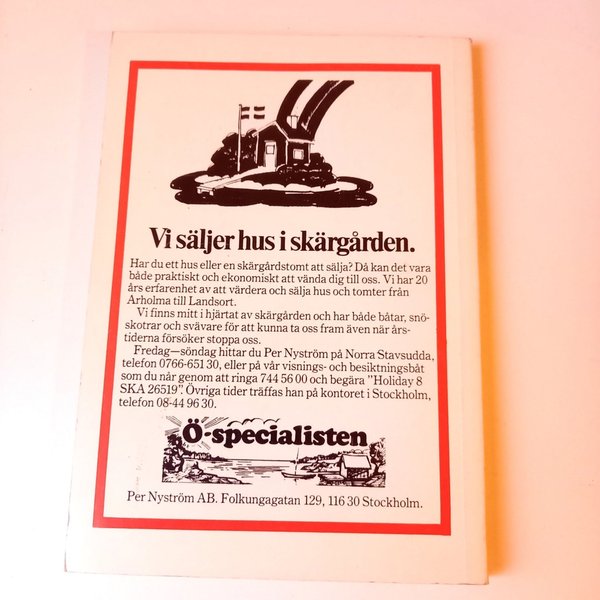 Vi säljer hus i skärgården.
Har du ett hus eller en skärgårdstomt att sälja? Då kan det vara
både praktiskt och ekonomiskt att vända dig till oss. Vi har 20
års erfarenhet av att värdera och sälja hus och tomter från
Arholma till Landsort.
Vi finns mitt i hjärtat av skärgården och har både båtar, snö-
skotrar och svävare för att kunna ta oss fram även när års-
tiderna försöker stoppa oss.
Fredag—söndag hittar du Per Nyström på Norra Stavsudda,
telefon 0766-651 30, eller på vår visnings- och besiktningsbåt
som du når genom att ringa 744 56 00 och begära ”Holiday 8
SKA 26519”. Övriga tider träffas han på kontoret i Stockholm,
telefon 08-44 96 30.
Ö-specialisten
Per Nyström AB. Folkungagatan 129, 116 30 Stockholm.